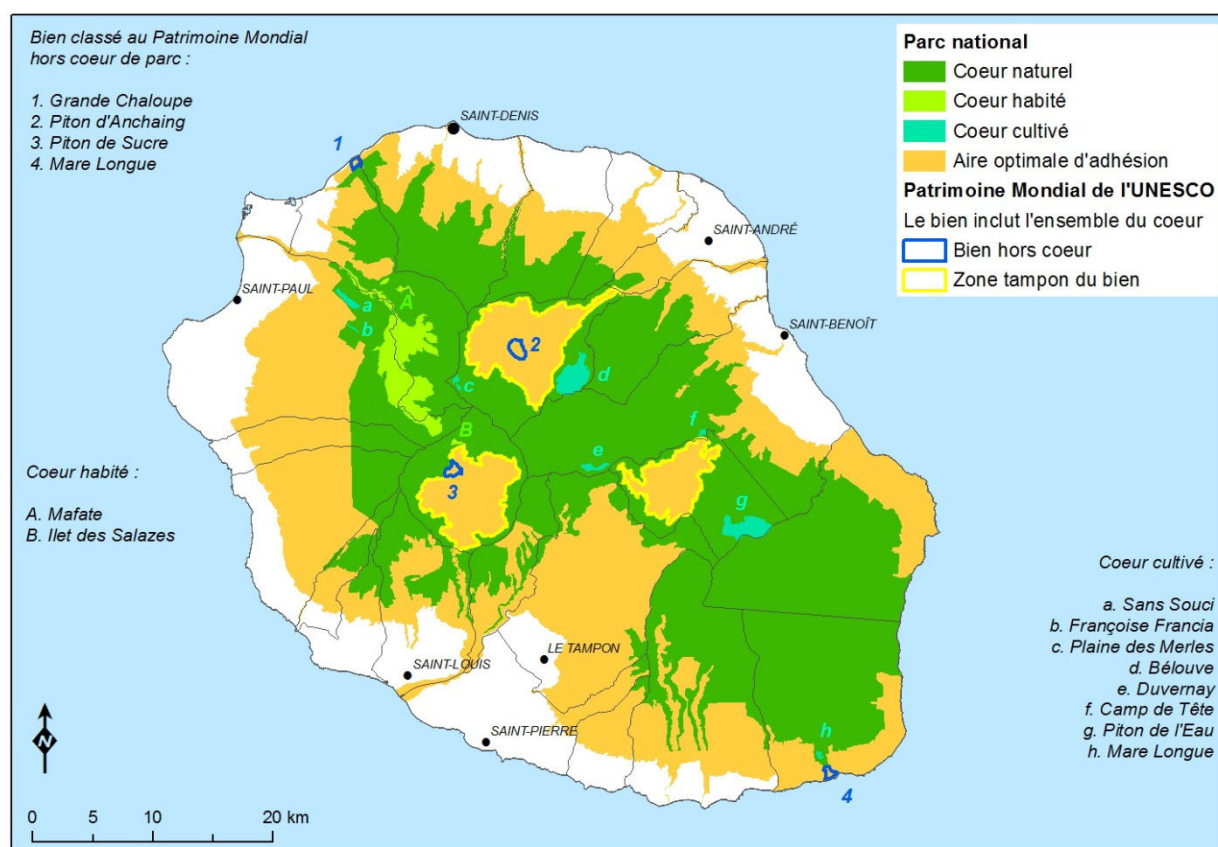 Bien classé au Patrimoine Mondial
hors coeur de parc :
1. Grande Chaloupe
2. Piton d'Anchaing
3. Piton de Sucre
4. Mare Longue
Parc national
Coeur naturel
Coeur habité
Coeur cultivé
Aire optimale d'adhésion
Patrimoine Mondial de l'UNESCO
Le bien inclut l'ensemble du coeur
Bien hors coeur
Zone tampon du bien
SAINT-DENIS
1
SAINT-ANDRÉ
SAINT-PAUL
A
a
b
SAINT-BENOÎT
2
c
d
B
f
e
3
g
Coeur habité :
A. Mafate
B. Ilet des Salazes
Coeur cultivé :
a. Sans Souci
b. Françoise Francia
c. Plaine des Merles
d. Bélouve
e. Duvernay
f. Camp de Tête
g. Piton de l'Eau
h. Mare Longue
LE TAMPON
SAINT-LOUIS
SAINT-PIERRE
h
4
N
0 5 10 20 km